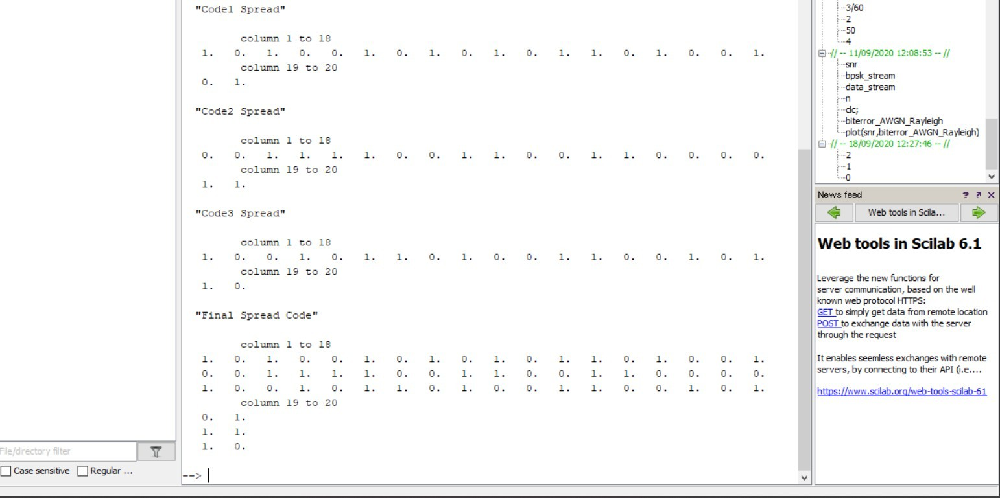 "Code1 Spread"
column 1 to 18
1. 0. 1. 0. 0. 1. 0. 1. 0. 1. 0. 1. 1. 0. 1. 0. 0. 1.
column 19 to 20
0. 1.
"Code2 Spread"
column 1 to 18
0. 0. 1. 1. 1. 1. 0. 0. 1. 1. 0. 0. 1. 1. 0. 0. 0. 0.
column 19 to 20
1. 1.
"Code3 Spread"
column 1 to 18
1. 0. 0. 1. 0. 1. 1. 0. 1. 0. 0. 1. 1. 0. 0. 1. 0. 1.
column 19 to 20
1. 0.
"Final Spread Code"
column 1 to 18
1. 0. 1. 0. 0. 1. 0. 1. 0. 1. 0. 1. 1. 0. 1. 0. 0. 1.
0. 0. 1. 1. 1. 1. 0. 0. 1. 1. 0. 0. 1. 1. 0. 0. 0. 0.
1. 0. 0. 1. 0. 1. 1. 0. 1. 0. 0. 1. 1. 0. 0. 1. 0. 1.
column 19 to 20
0. 1.
1. 1.
1. 0.
-->
File/directory filter
Case sensitive Regular ...
3/60
2
50
4
// -- 11/09/2020 12:08:53 -- //
snr
bpsk_stream
data_stream
n
clc;
biterror_AWGN_Rayleigh
plot(snr,biterror_AWGN_Rayleigh)
// -- 18/09/2020 12:27:46 -- //
2
1
0
News feed
Web tools in Scila...
Web tools in Scilab 6.1
Leverage the new functions for
server communication, based on the well
known web protocol HTTPS:
GET to simply get data from remote location
POST to exchange data with the server
through the request
It enables seemless exchanges with remote
servers, by connecting to their API (i.e....
https://www.scilab.org/web-tools-scilab-61